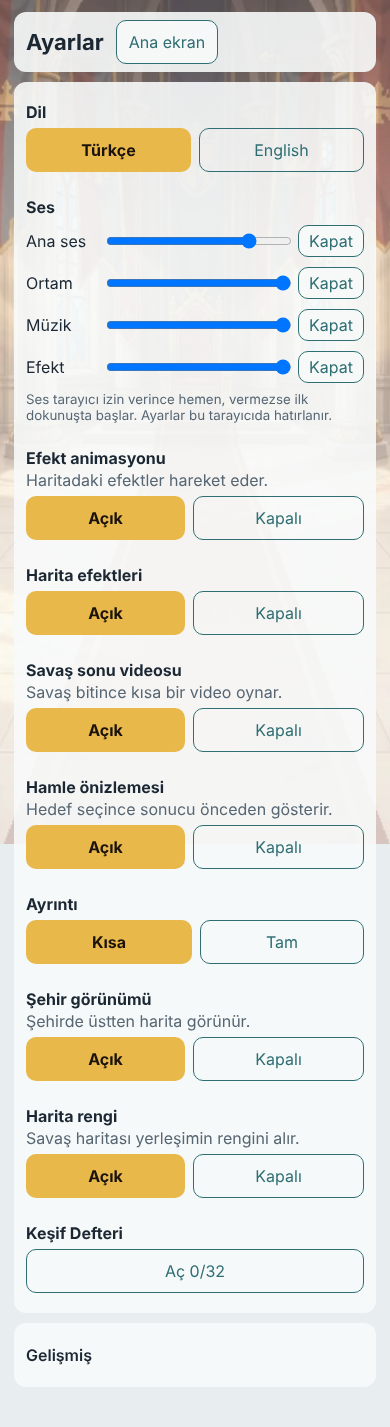 Ayarlar
Ana ekran
Dil
Türkçe
English
Ses
Ana ses
Kapat
Ortam
Kapat
Müzik
Kapat
Efekt
Kapat
Ses tarayıcı izin verince hemen, vermezse ilk
dokunuşta başlar. Ayarlar bu tarayıcıda hatırlanır.
Efekt animasyonu
Haritadaki efektler hareket eder.
Açık
Kapalı
Harita efektleri
Açık
Kapalı
Savaş sonu videosu
Savaş bitince kısa bir video oynar.
Açık
Kapalı
Hamle önizlemesi
Hedef seçince sonucu önceden gösterir.
Açık
Kapalı
Ayrıntı
Kısa
Tam
Şehir görünümü
Şehirde üstten harita görünür.
Açık
Kapalı
Harita rengi
Savaş haritası yerleşimin rengini alır.
Açık
Kapalı
Keşif Defteri
Aç 0/32
Gelişmiş